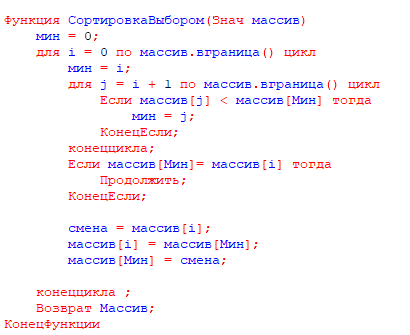 Функция СортировкаВыбором(Знач массив)
мин = 0;
для i = 0 по массив.вграница() цикл
мин = i;
для j = i + 1 по массив.вграница() цикл
Если массив[j] < массив[Мин] тогда
мин = j;
КонецЕсли;
конеццикла;
Если массив[Мин]= массив[i] тогда
Продолжить;
КонецЕсли;
смена = массив[i];
массив[i] = массив[Мин];
массив[Мин] = смена;
конеццикла ;
Возврат Массив;
КонецФункции